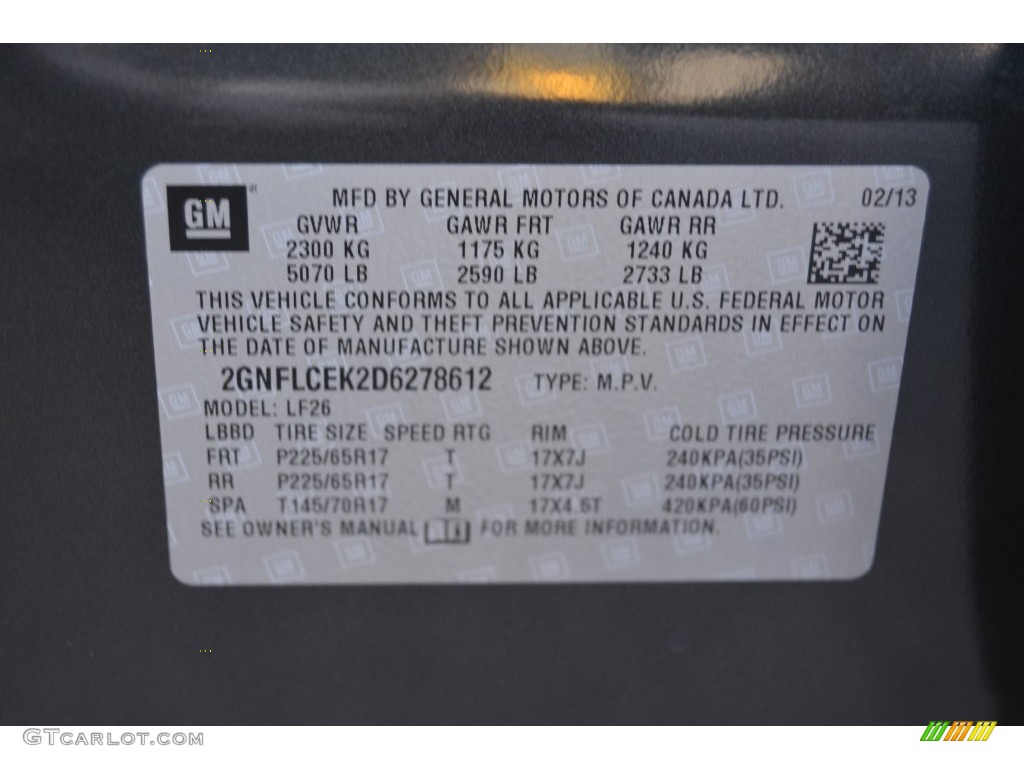 GM MFD BY GENERAL MOTORS OF CANADA LTD. 02/13
GVWR GAWR FRT GAWR RR
2300 KG 1175 KG 1240 KG
5070 LB 2590 LB 2733 LB
THIS VEHICLE CONFORMS TO ALL APPLICABLE U.S. FEDERAL MOTOR
VEHICLE SAFETY AND THEFT PREVENTION STANDARDS IN EFFECT ON
THE DATE OF MANUFACTURE SHOWN ABOVE.
2GNFLCEK2D6278612 TYPE: M.P.V.
MODEL: LF26
LBBD TIRE SIZE SPEED RTG RIM COLD TIRE PRESSURE
FRT P225/65R17 T 17X7J 240KPA(35PSI)
RR P225/65R17 T 17X7J 240KPA(35PSI)
SPA T145/70R17 M 17X4.5T 420KPA(60PSI)
SEE OWNER'S MANUAL FOR MORE INFORMATION.
GTCARLOT.COM